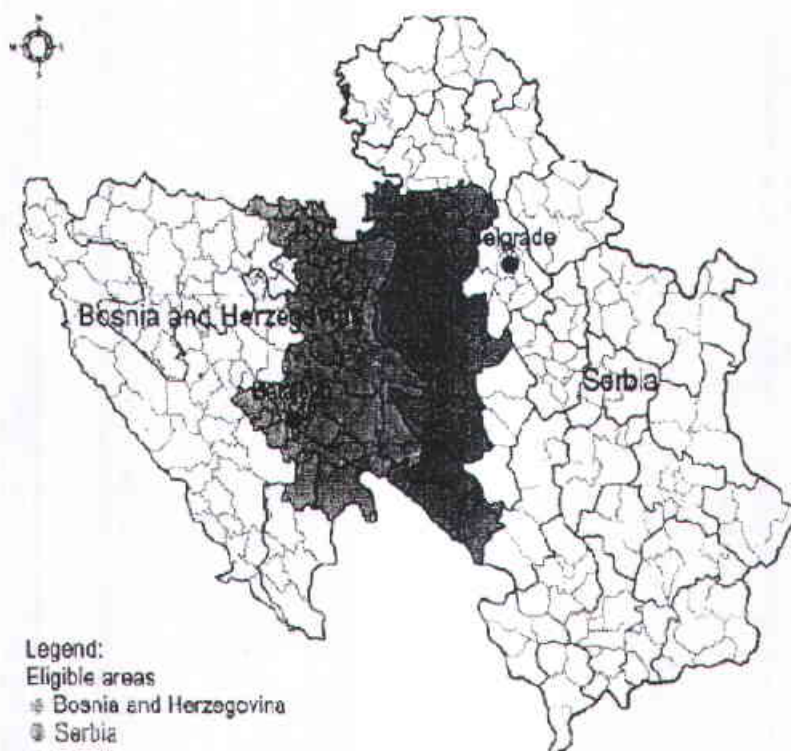 N
S
Belgrade
Bosnia and Herzegovina
Serbia
Legend:
Eligible areas
Bosnia and Herzegovina
Serbia